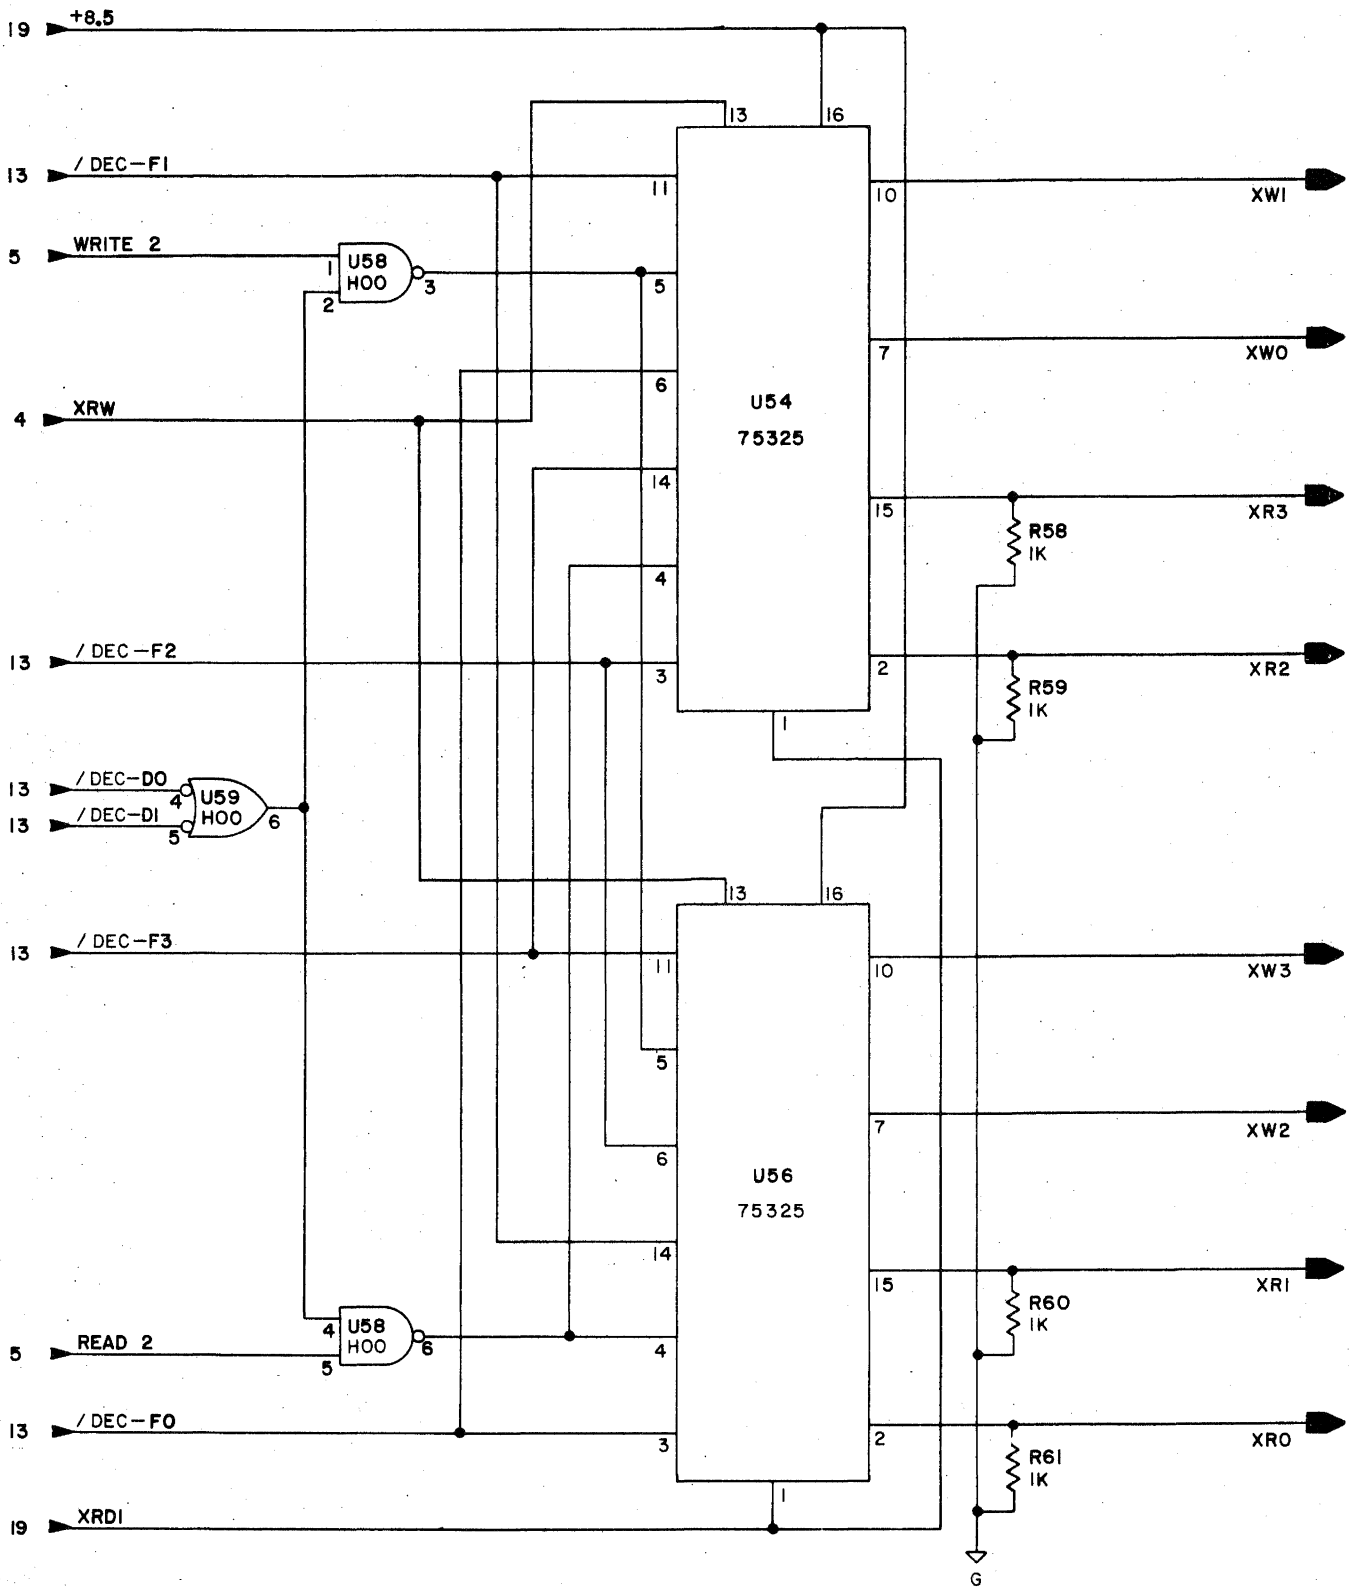 19 +8.5
13 16
13 /DEC-F1
11 10 XW1
5 WRITE 2
1 U58
H00
2 3 5
7 XW0
6
4 XRW
U54
75325
14
15 XR3
R58
1K
4
13 /DEC-F2
3 2 XR2
R59
1K
1
13 /DEC-D0
4 U59
H00
13 /DEC-D1
5 6
13 16
13 /DEC-F3
11 10 XW3
5
7 XW2
6
U56
75325
14
15 XR1
R60
1K
4 U58
H00
5 READ 2
5 6 4
13 /DEC-F0
3 2 XR0
R61
1K
1
19 XRD1
G